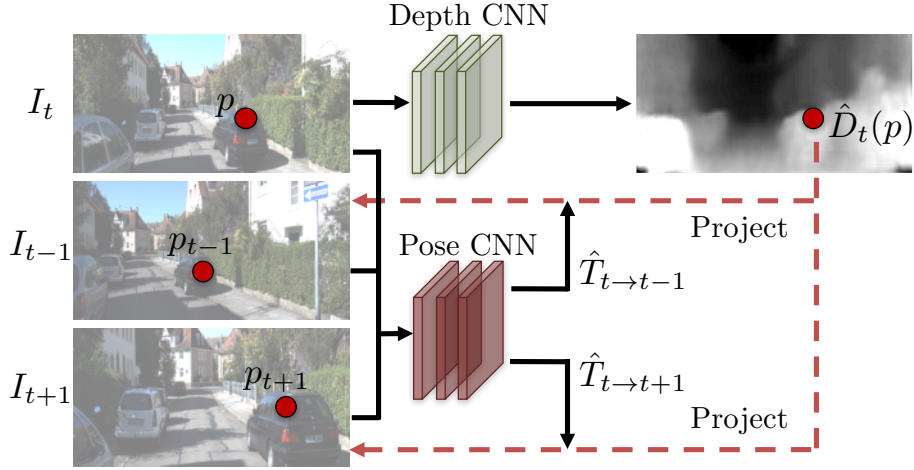 Depth CNN
I_t
p
D̂_t(p)
Project
I_{t−1}
p_{t−1}
Pose CNN
T̂_{t→t−1}
I_{t+1}
p_{t+1}
T̂_{t→t+1}
Project